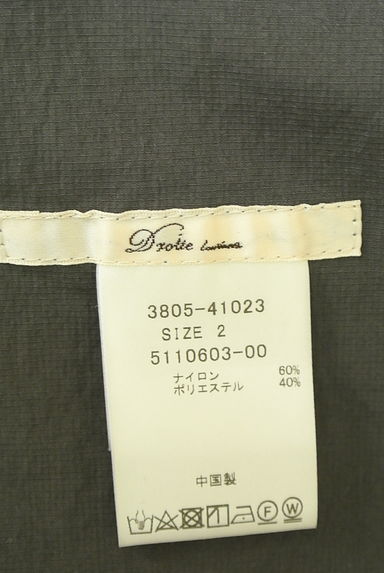 Droite
3805-41023
SIZE 2
5110603-00
ナイロン 60%
ポリエステル 40%
中国製
F W